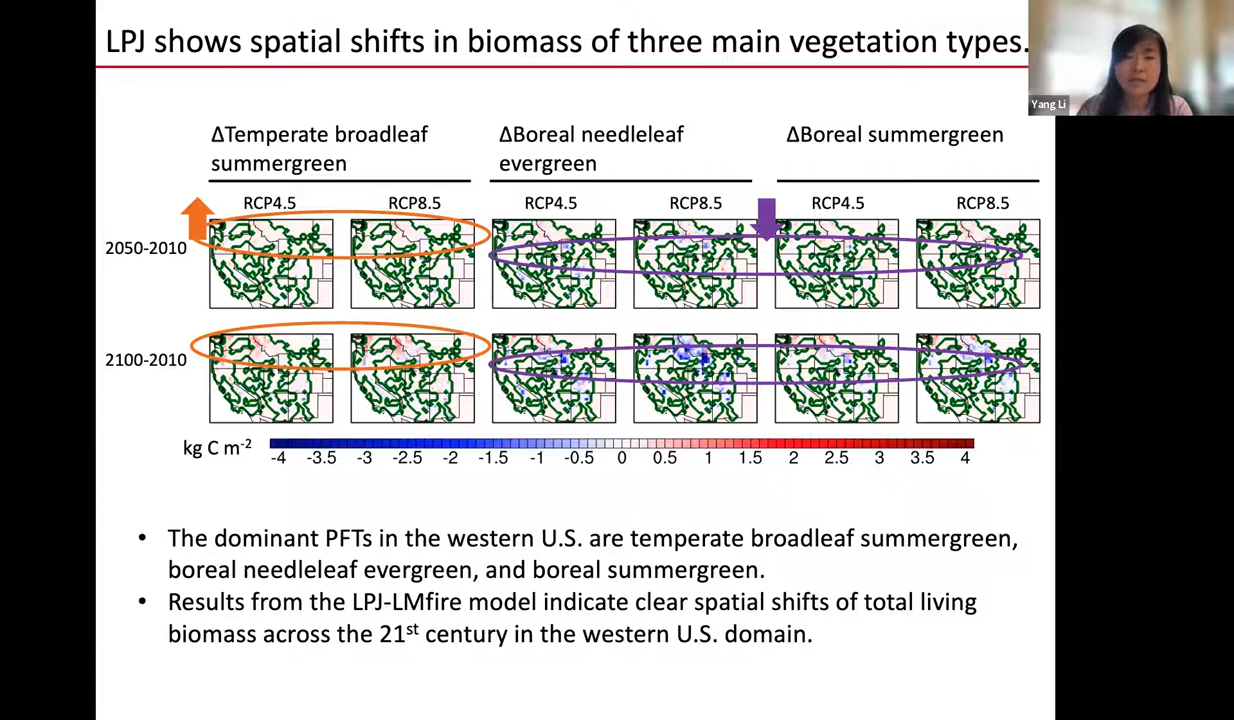 LPJ shows spatial shifts in biomass of three main vegetation types.
Yang Li
ΔTemperate broadleaf
summergreen
ΔBoreal needleleaf
evergreen
ΔBoreal summergreen
RCP4.5 RCP8.5 RCP4.5 RCP8.5 RCP4.5 RCP8.5
2050-2010
2100-2010
kg C m⁻²
-4 -3.5 -3 -2.5 -2 -1.5 -1 -0.5 0 0.5 1 1.5 2 2.5 3 3.5 4
• The dominant PFTs in the western U.S. are temperate broadleaf summergreen,
boreal needleleaf evergreen, and boreal summergreen.
• Results from the LPJ-LMfire model indicate clear spatial shifts of total living
biomass across the 21ˢᵗ century in the western U.S. domain.